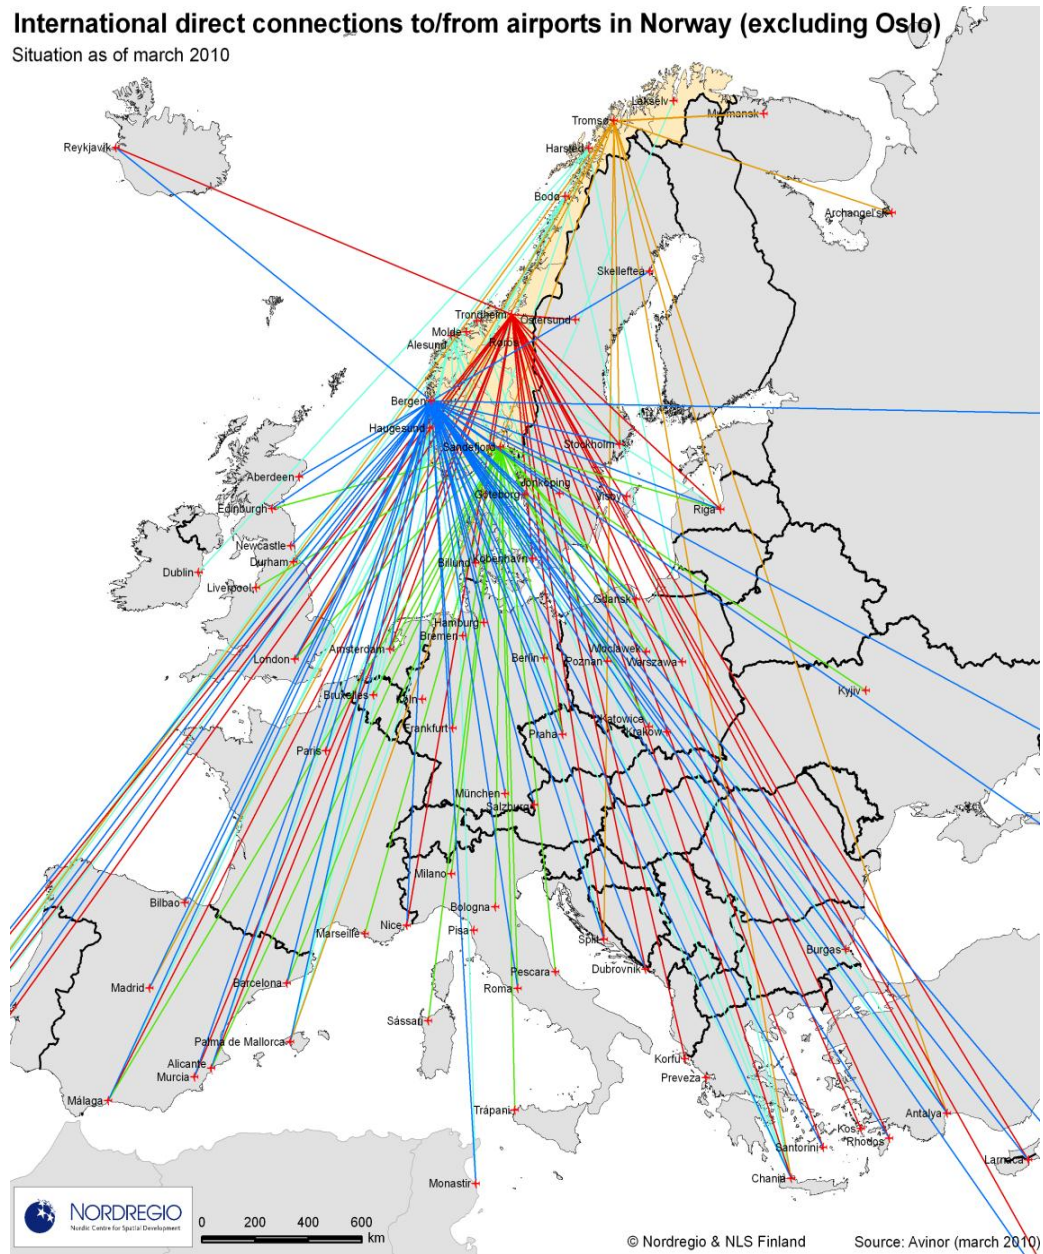 International direct connections to/from airports in Norway (excluding Oslo)
Situation as of march 2010
Lakselv
Murmansk
Tromsø
Reykjavik
Harsted
Bodø
Archangel'sk
Skelleftea
Trondheim
Östersund
Molde
Alesund
Roros
Bergen
Haugesund
Sandefjord
Stockholm
Aberdeen
Jönköping
Göteborg
Visby
Edinburgh
Riga
Newcastle
Durham
Billund
København
Dublin
Liverpool
Gdansk
Hamburg
Bremen
Amsterdam
Wloclawek
London
Berlin
Poznan
Warszawa
Bruxelles
Köln
Kyjiv
Katowice
Frankfurt
Praha
Krakow
Paris
München
Salzburg
Milano
Bilbao
Bologna
Nice
Marseille
Pisa
Split
Burgas
Pescara
Dubrovnik
Madrid
Barcelona
Roma
Sássari
Palma de Mallorca
Korfu
Alicante
Murcia
Preveza
Málaga
Trápani
Antalya
Kos
Rhodos
Santorini
Larnaca
Chania
Monastir
NORDREGIO
Nordic Centre for Spatial Development
0 200 400 600
km
© Nordregio & NLS Finland
Source: Avinor (march 2010)